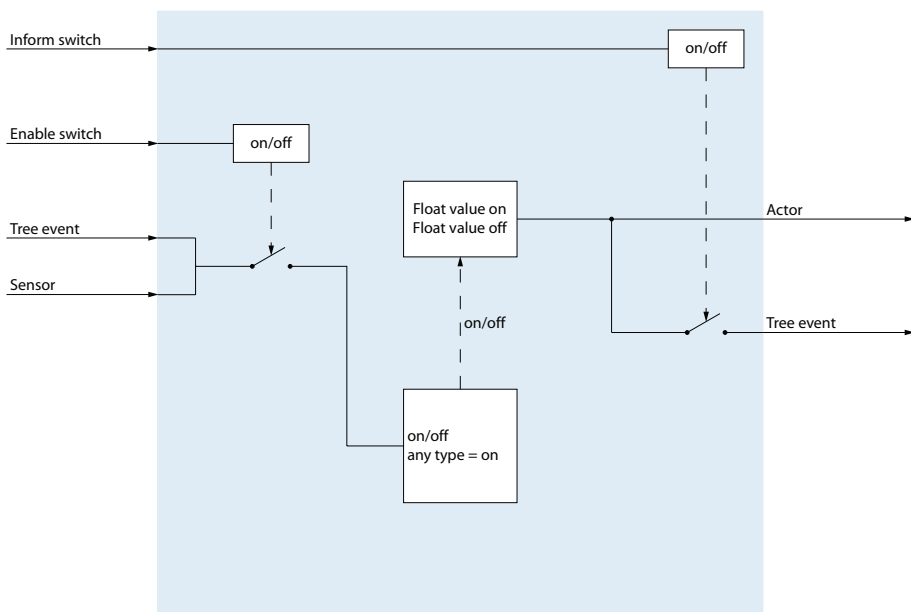 Inform switch
on/off
Enable switch
on/off
Tree event
Sensor
Float value on
Float value off
Actor
on/off
Tree event
on/off
any type = on